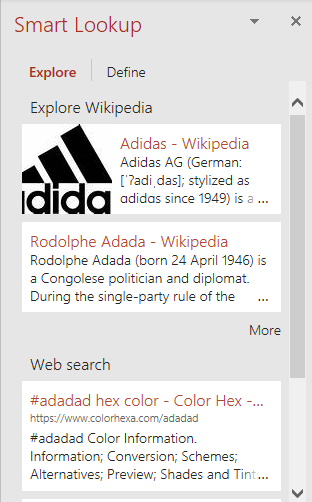 Smart Lookup
Explore
Define
Explore Wikipedia
adida
Adidas - Wikipedia
Adidas AG (German:
[ˈʔadiˌdas]; stylized as
ɑdidɑs since 1949) is a ...
Rodolphe Adada - Wikipedia
Rodolphe Adada (born 24 April 1946) is
a Congolese politician and diplomat.
During the single-party rule of the ...
More
Web search
#adadad hex color - Color Hex -...
https://www.colorhexa.com/adadad
#adadad Color Information.
Information; Conversion; Schemes;
Alternatives; Preview; Shades and Tint...